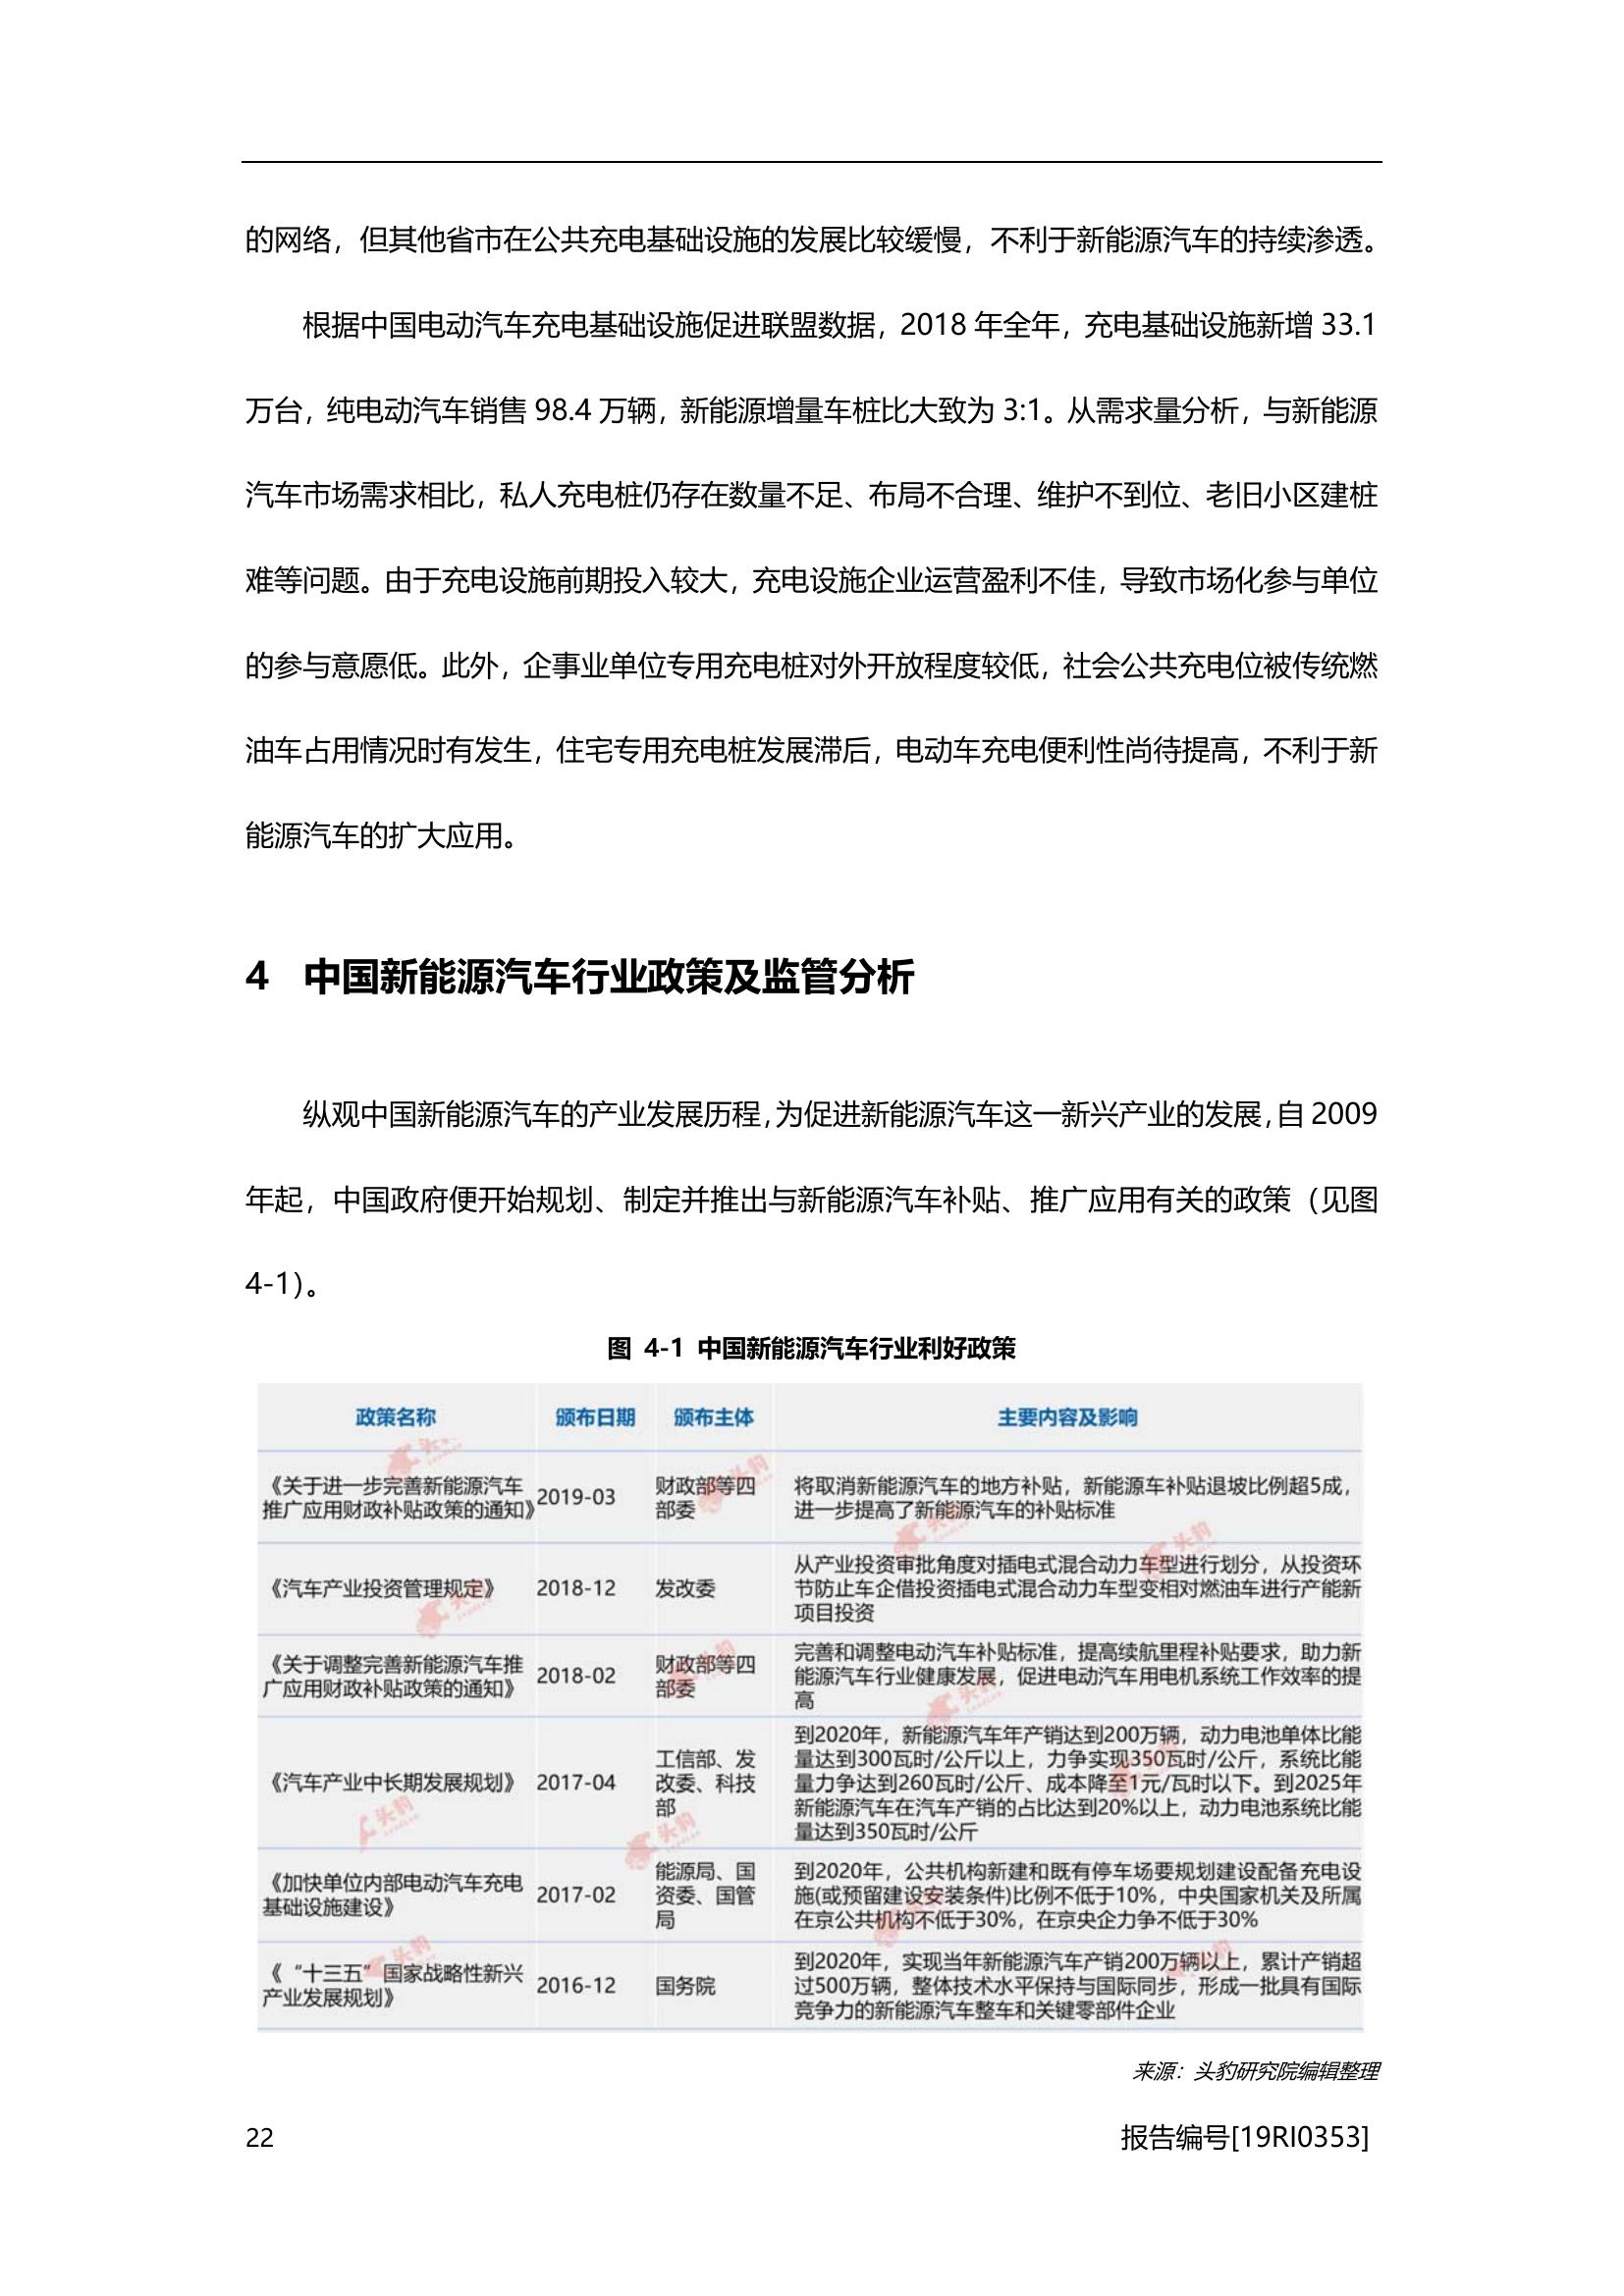 的网络，但其他省市在公共充电基础设施的发展比较缓慢，不利于新能源汽车的持续渗透。
根据中国电动汽车充电基础设施促进联盟数据，2018 年全年，充电基础设施新增 33.1
万台，纯电动汽车销售 98.4 万辆，新能源增量车桩比大致为 3:1。从需求量分析，与新能源
汽车市场需求相比，私人充电桩仍存在数量不足、布局不合理、维护不到位、老旧小区建桩
难等问题。由于充电设施前期投入较大，充电设施企业运营盈利不佳，导致市场化参与单位
的参与意愿低。此外，企事业单位专用充电桩对外开放程度较低，社会公共充电位被传统燃
油车占用情况时有发生，住宅专用充电桩发展滞后，电动车充电便利性尚待提高，不利于新
能源汽车的扩大应用。
4 中国新能源汽车行业政策及监管分析
纵观中国新能源汽车的产业发展历程，为促进新能源汽车这一新兴产业的发展，自 2009
年起，中国政府便开始规划、制定并推出与新能源汽车补贴、推广应用有关的政策（见图
4-1）。
图 4-1 中国新能源汽车行业利好政策
政策名称 颁布日期 颁布主体 主要内容及影响
《关于进一步完善新能源汽车
推广应用财政补贴政策的通知》
2019-03
财政部等四
部委
将取消新能源汽车的地方补贴，新能源车补贴退坡比例超5成，
进一步提高了新能源汽车的补贴标准
《汽车产业投资管理规定》
2018-12
发改委
从产业投资审批角度对插电式混合动力车型进行划分，从投资环
节防止车企借投资插电式混合动力车型变相对燃油车进行产能新
项目投资
《关于调整完善新能源汽车推
广应用财政补贴政策的通知》
2018-02
财政部等四
部委
完善和调整电动汽车补贴标准，提高续航里程补贴要求，助力新
能源汽车行业健康发展，促进电动汽车用电机系统工作效率的提
高
《汽车产业中长期发展规划》
2017-04
工信部、发
改委、科技
部
到2020年，新能源汽车年产销达到200万辆，动力电池单体比能
量达到300瓦时/公斤以上，力争实现350瓦时/公斤，系统比能
量力争达到260瓦时/公斤、成本降至1元/瓦时以下。到2025年
新能源汽车在汽车产销的占比达到20%以上，动力电池系统比能
量达到350瓦时/公斤
《加快单位内部电动汽车充电
基础设施建设》
2017-02
能源局、国
资委、国管
局
到2020年，公共机构新建和既有停车场要规划建设配备充电设
施(或预留建设安装条件)比例不低于10%，中央国家机关及所属
在京公共机构不低于30%，在京央企力争不低于30%
《“十三五”国家战略性新兴
产业发展规划》
2016-12
国务院
到2020年，实现当年新能源汽车产销200万辆以上，累计产销超
过500万辆，整体技术水平保持与国际同步，形成一批具有国际
竞争力的新能源汽车整车和关键零部件企业
来源：头豹研究院编辑整理
22
报告编号[19RI0353]